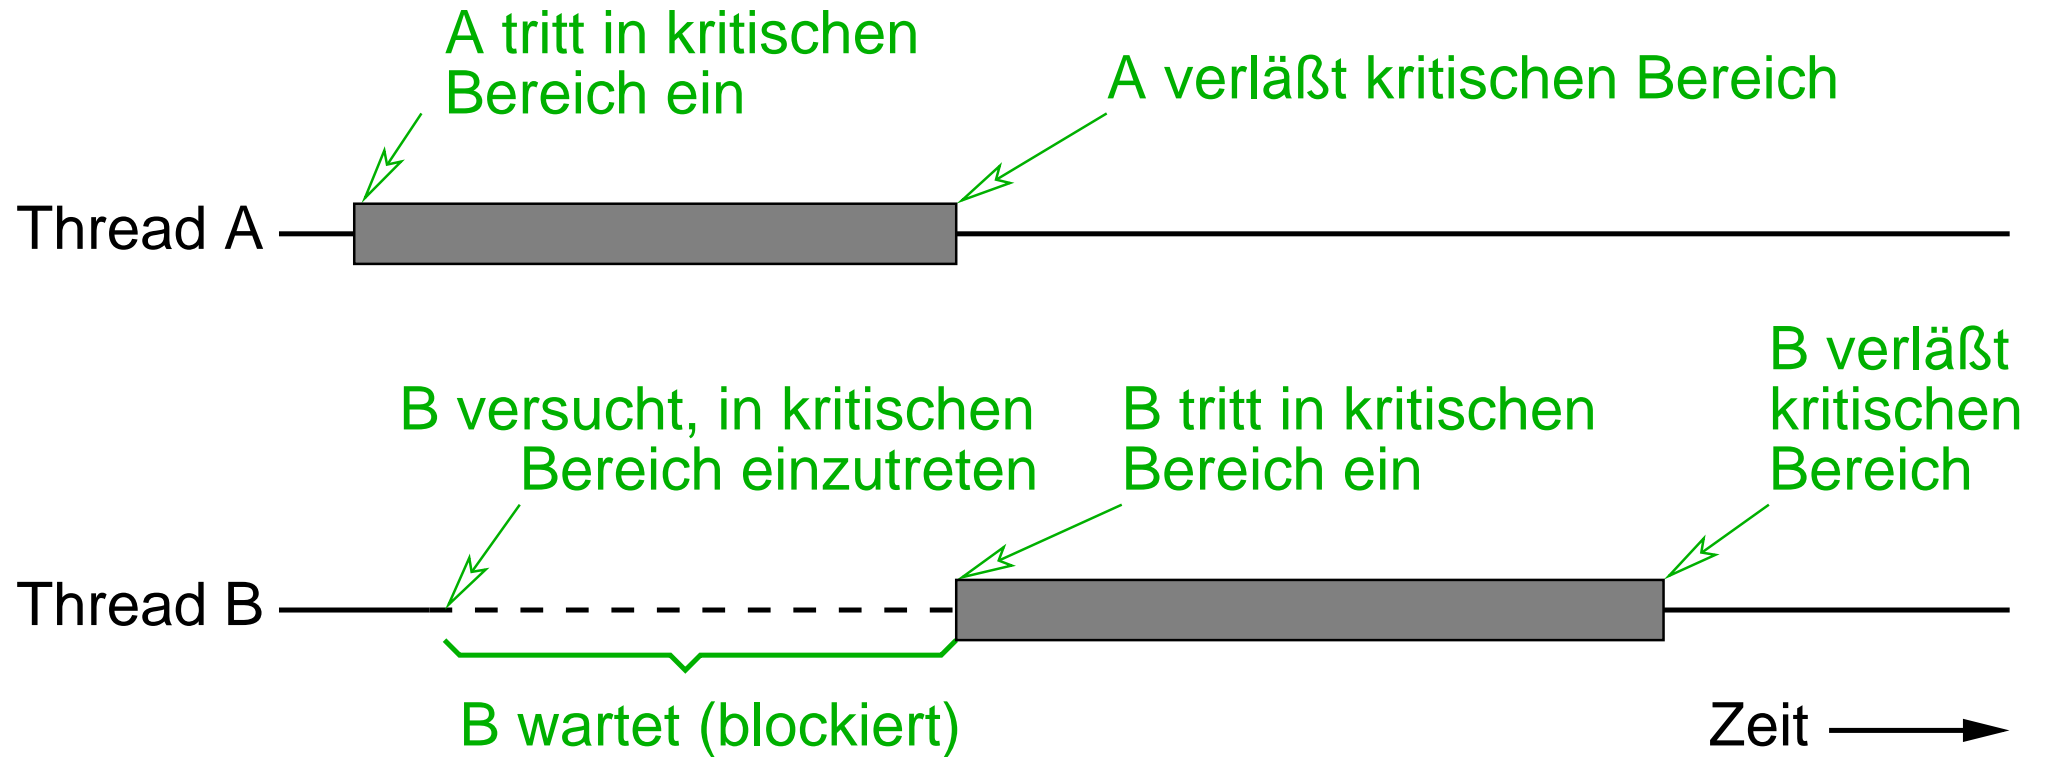 A tritt in kritischen
Bereich ein
A verläßt kritischen Bereich
Thread A
B verläßt
kritischen
Bereich
B versucht, in kritischen
Bereich einzutreten
B tritt in kritischen
Bereich ein
Thread B
B wartet (blockiert)
Zeit